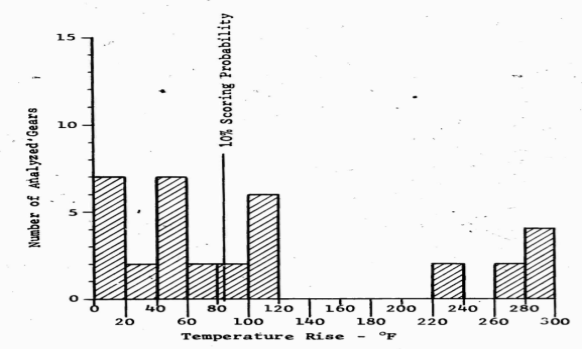 15
10
5
0
Number of Analyzed Gears
10% Scoring Probability
0 40 80 100 160 200 240 260 300
20 40 60 120 140 180 220
Temperature Rise - °F